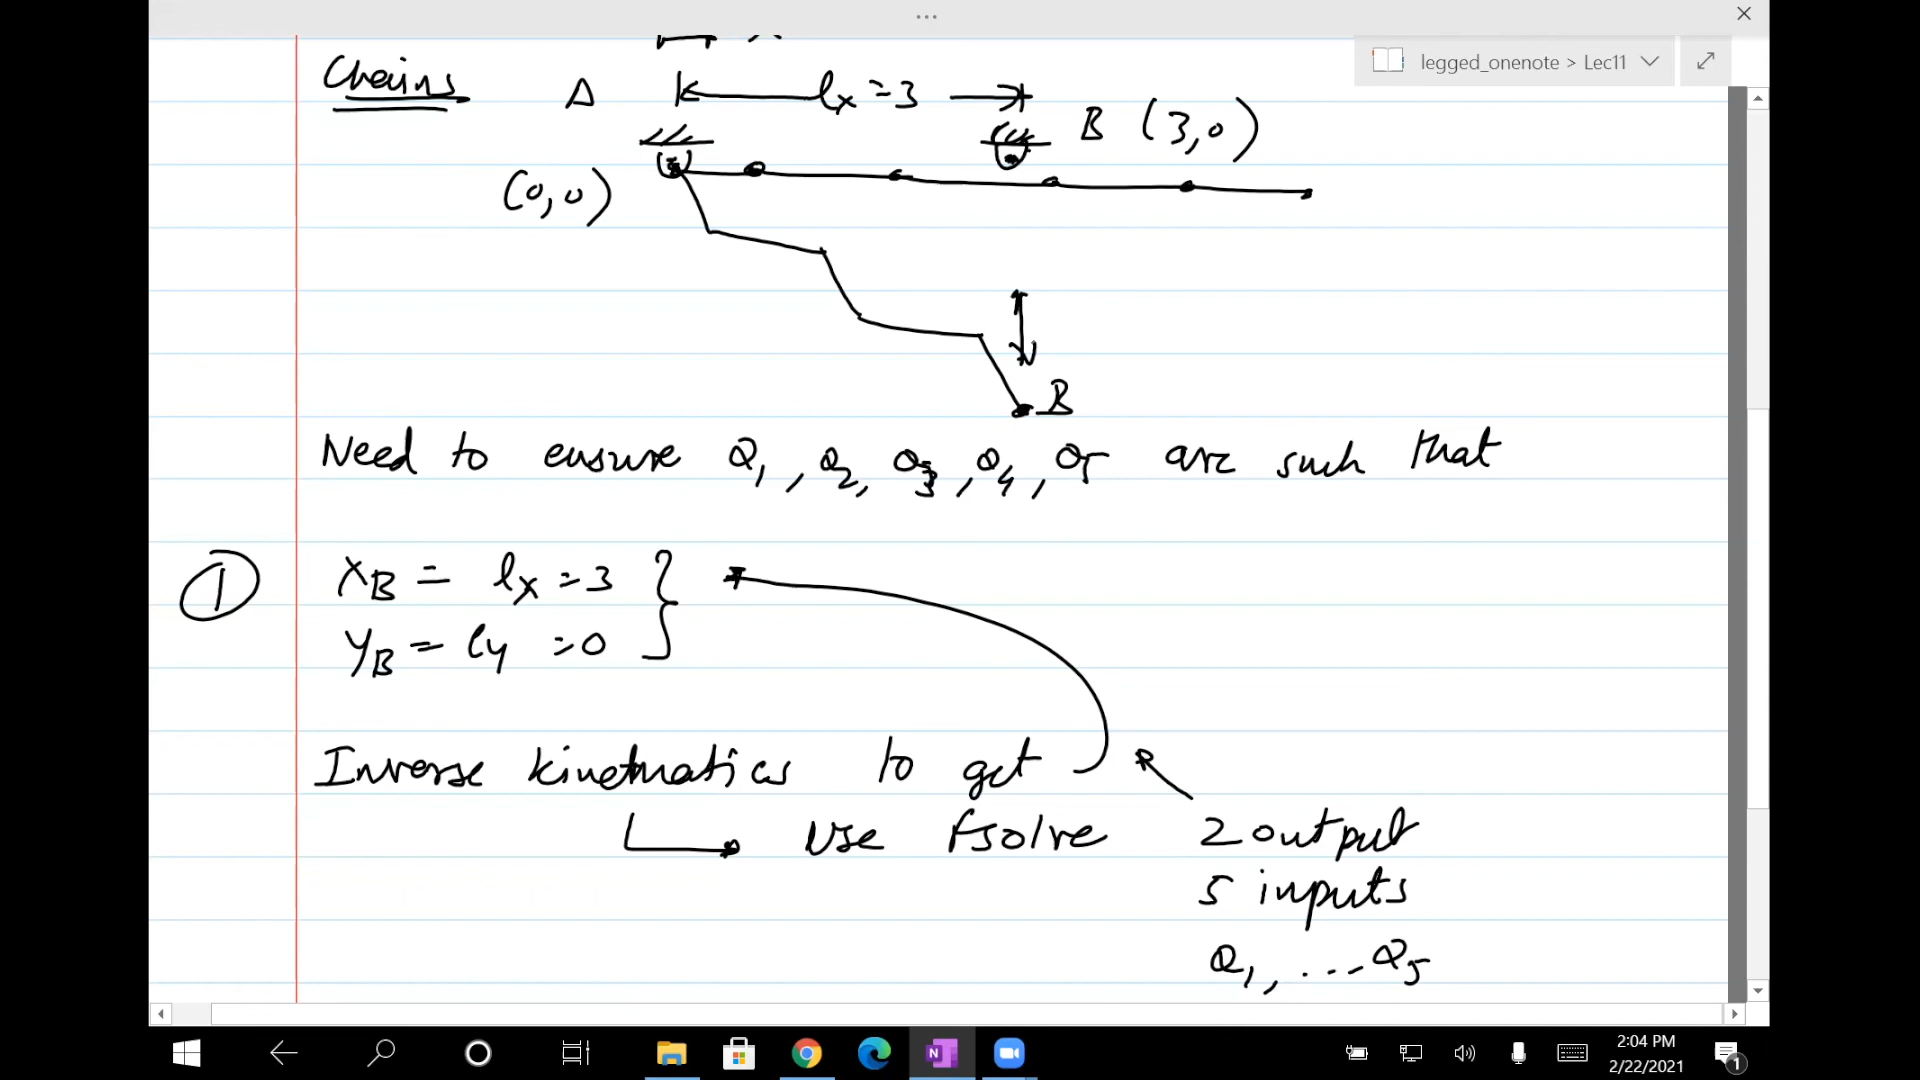 legged_onenote > Lec11
Chains A lx = 3 B (3,0)
(0,0)
B
Need to ensure θ1, θ2, θ3, θ4, θ5 are such that
① xB = lx = 3
yB = ly = 0
Inverse kinematics to get
Use fsolve 2 output
5 inputs
θ1, ... θ5
2:04 PM
2/22/2021
1